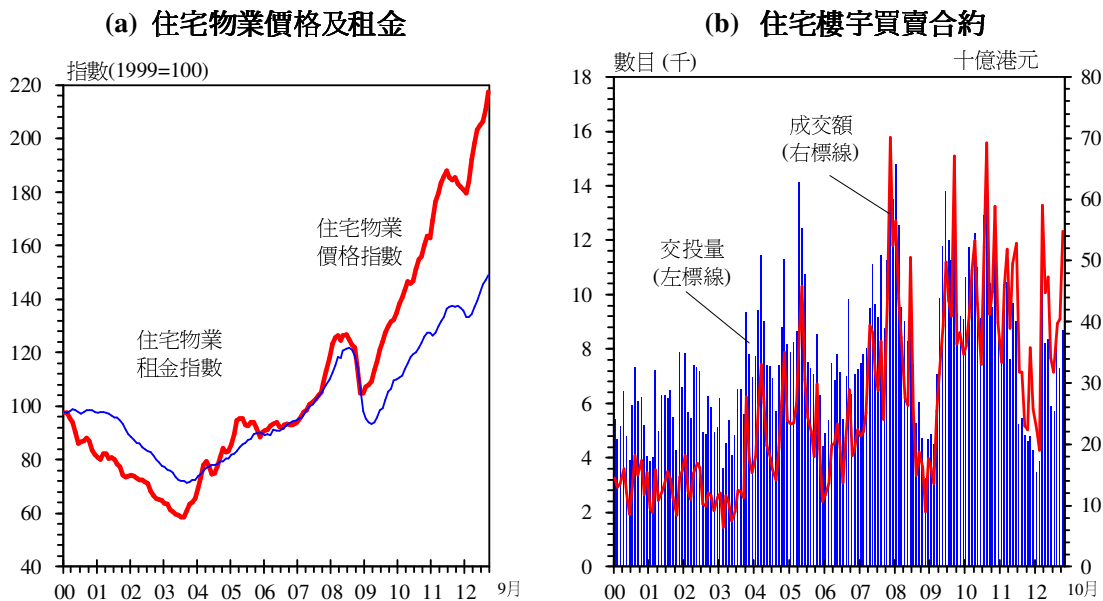 (a) 住宅物業價格及租金
指數(1999=100)
220
200
180
160
140
120
100
80
60
40
住宅物業
價格指數
住宅物業
租金指數
00 01 02 03 04 05 06 07 08 09 10 11 12 9月
(b) 住宅樓宇買賣合約
數目 (千)
十億港元
18
16
14
12
10
8
6
4
2
0
成交額
(右標線)
交投量
(左標線)
80
70
60
50
40
30
20
10
0
00 01 02 03 04 05 06 07 08 09 10 11 12 10月